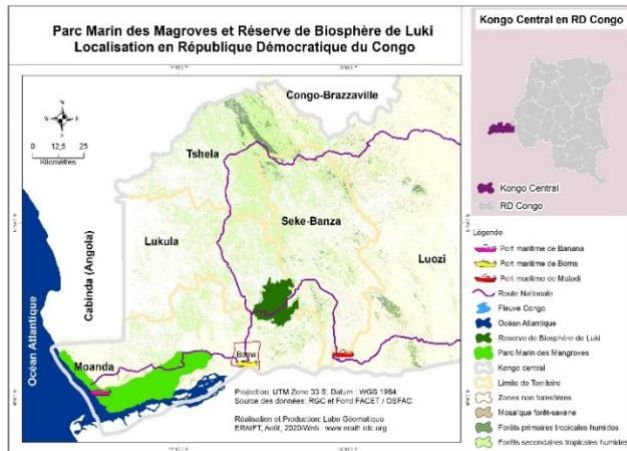 Parc Marin des Magroves et Réserve de Biosphère de Luki
Localisation en République Démocratique du Congo
Kongo Central en RD Congo
Congo-Brazzaville
N
W
E
S
0
12,5
Kilomètres
Tshela
Seke-Banza
Lukula
Luozi
Cabinda (Angola)
Océan Atlantique
Moanda
Boma
Kongo Central
RD Congo
Légende
Port maritime de Banana
Port maritime de Boma
Port maritime de Matadi
Route Nationale
Fleuve Congo
Océan Atlantique
Réserve de Biosphère de Luki
Parc Marin des Mangroves
Kongo central
Limite de Territoire
Zones non forestières
Mosaïque forêt-savane
Forêts primaires tropicales humides
Forêts secondaires tropicales humides
Projection: UTM Zone 33 S; Datum : WGS 1984
Source des données: RGC et Fond FACET / OSFAC
Réalisation et Production: Labo Géomatique
ERAIFT, Août, 2020/Web : www.eraift-rdc.org